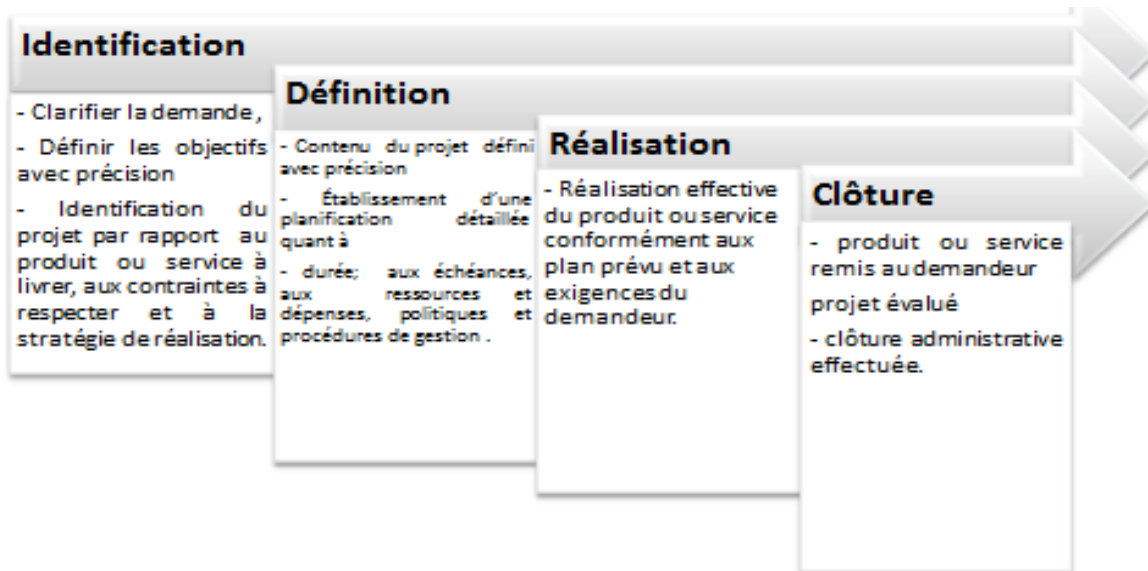 Identification
- Clarifier la demande,
- Définir les objectifs
avec précision
- Identification du
projet par rapport au
produit ou service à
livrer, aux contraintes à
respecter et à la
stratégie de réalisation.
Définition
- Contenu du projet défini
avec précision
- Établissement d'une
planification détaillée
quant à
- durée; aux échéances,
aux ressources et
dépenses, politiques et
procédures de gestion .
Réalisation
- Réalisation effective
du produit ou service
conformément aux
plan prévu et aux
exigences du
demandeur.
Clôture
- produit ou service
remis au demandeur
projet évalué
- clôture administrative
effectuée.